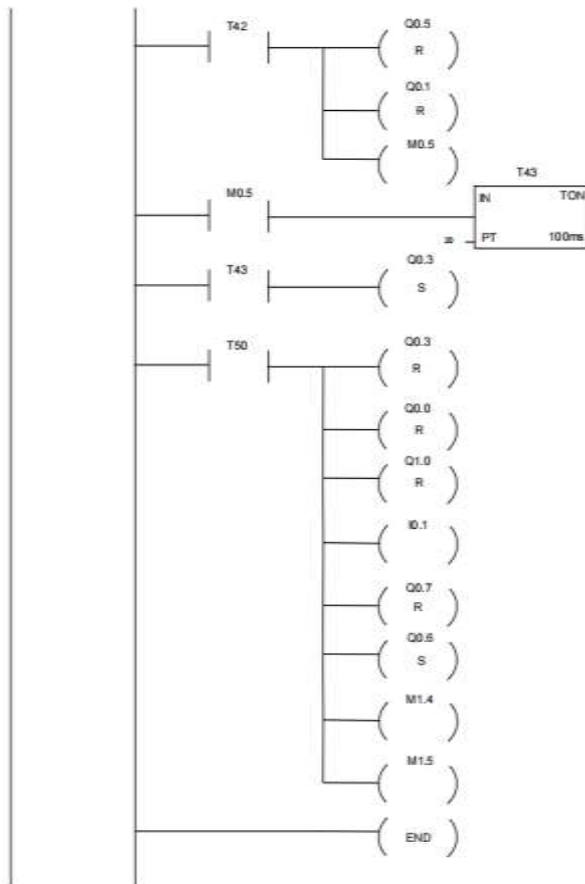 T42
Q0.5
R
Q0.1
R
M0.5
M0.5
T43
IN TON
20 PT 100ms
T43
Q0.3
S
T50
Q0.3
R
Q0.0
R
Q1.0
R
I0.1
Q0.7
R
Q0.6
S
M1.4
M1.5
END